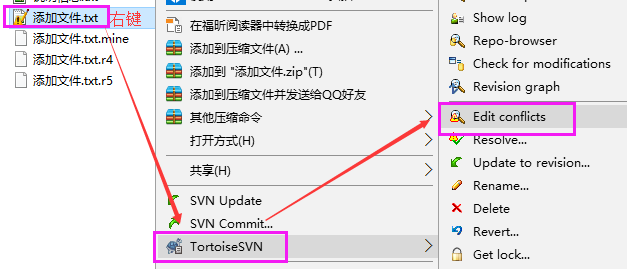 添加文件.txt
右键
添加文件.txt.mine
添加文件.txt.r4
添加文件.txt.r5
在福昕阅读器中转换成PDF
添加到压缩文件(A) ...
添加到 "添加文件.zip"(T)
添加到压缩文件并发送给QQ好友
其他压缩命令
打开方式(H)
共享(H)
SVN Update
SVN Commit...
TortoiseSVN
Show log
Repo-browser
Check for modifications
Revision graph
Edit conflicts
Resolve...
Update to revision...
Rename...
Delete
Revert...
Get lock...